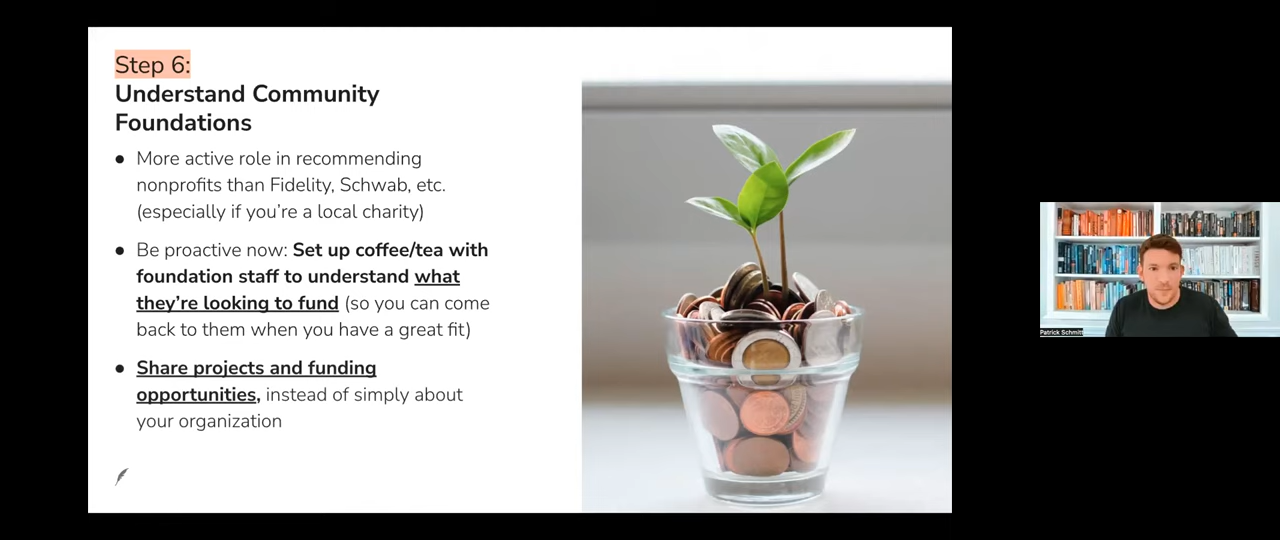 Step 6:
Understand Community
Foundations
● More active role in recommending
nonprofits than Fidelity, Schwab, etc.
(especially if you’re a local charity)
● Be proactive now: Set up coffee/tea with
foundation staff to understand what
they’re looking to fund (so you can come
back to them when you have a great fit)
● Share projects and funding
opportunities, instead of simply about
your organization
Patrick Schmitt